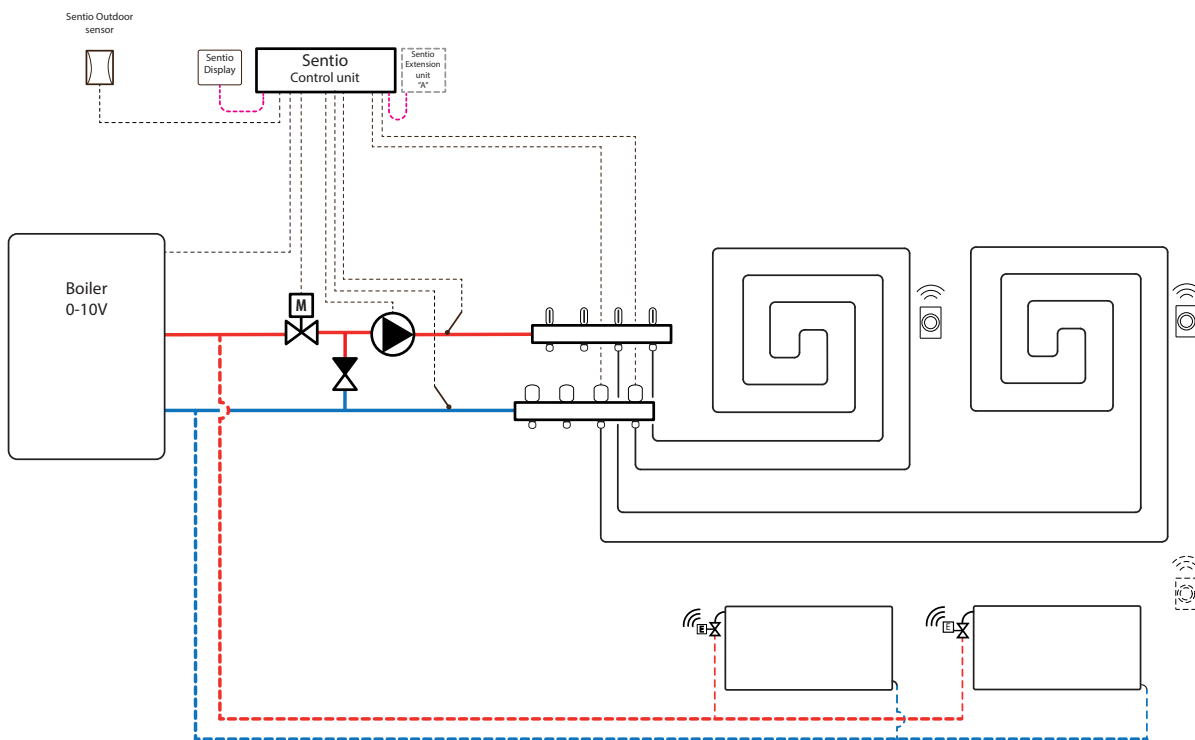 Sentio Outdoor
sensor
Sentio
Display
Sentio
Control unit
Sentio
Extension
unit
"A"
Boiler
0-10V
M
E
E